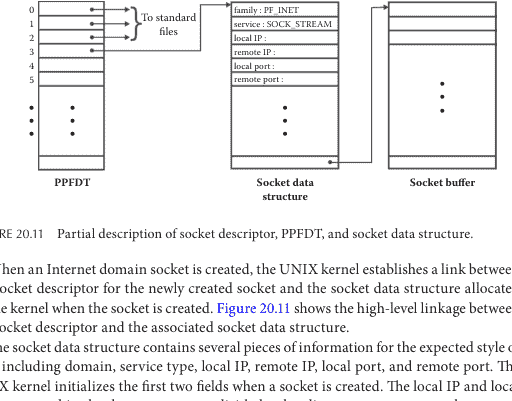 0
1
2
3
4
5
To standard
files
family : PF_INET
service : SOCK_STREAM
local IP :
remote IP :
local port :
remote port :
PPFDT
Socket data
structure
Socket buffer
RE 20.11 Partial description of socket descriptor, PPFDT, and socket data structure.
hen an Internet domain socket is created, the UNIX kernel establishes a link betwee
ocket descriptor for the newly created socket and the socket data structure allocate
e kernel when the socket is created. Figure 20.11 shows the high-level linkage betwee
ocket descriptor and the associated socket data structure.
e socket data structure contains several pieces of information for the expected style o
including domain, service type, local IP, remote IP, local port, and remote port. Th
X kernel initializes the first two fields when a socket is created. The local IP and loca